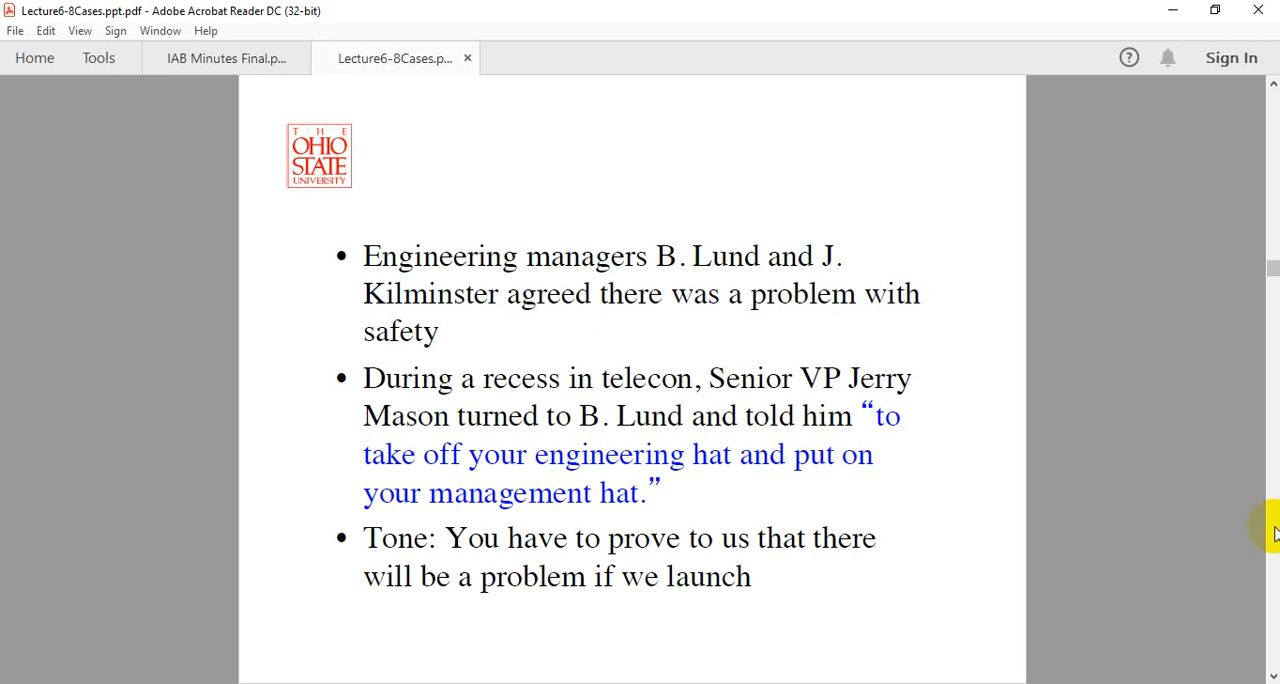 Lecture6-8Cases.ppt.pdf - Adobe Acrobat Reader DC (32-bit)
File Edit View Sign Window Help
Home Tools IAB Minutes Final.p... Lecture6-8Cases.p... × ? Sign In
T H E
OHIO
STATE
UNIVERSITY
• Engineering managers B. Lund and J.
Kilminster agreed there was a problem with
safety
• During a recess in telecon, Senior VP Jerry
Mason turned to B. Lund and told him “to
take off your engineering hat and put on
your management hat.”
• Tone: You have to prove to us that there
will be a problem if we launch